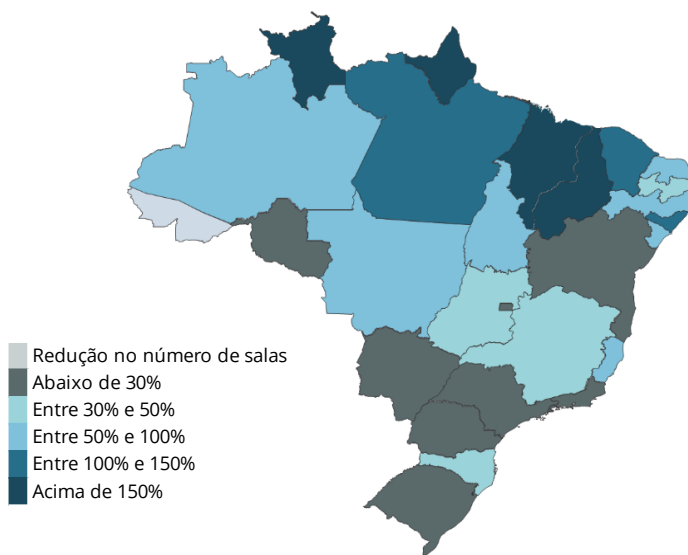 Redução no número de salas
Abaixo de 30%
Entre 30% e 50%
Entre 50% e 100%
Entre 100% e 150%
Acima de 150%